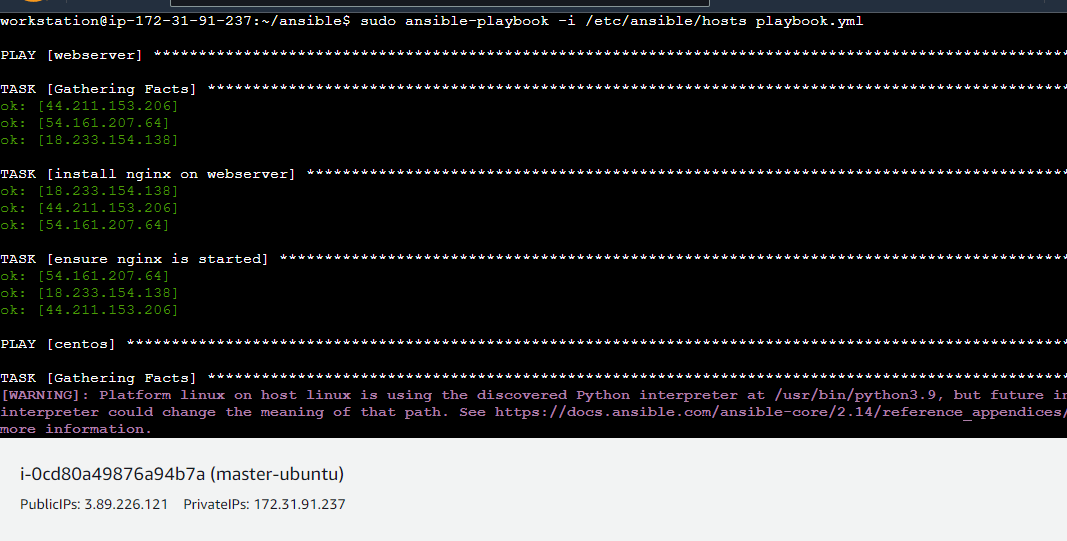 workstation@ip-172-31-91-237:~/ansible$ sudo ansible-playbook -i /etc/ansible/hosts playbook.yml
PLAY [webserver] ******************************************************************************************************
TASK [Gathering Facts] ************************************************************************************************
ok: [44.211.153.206]
ok: [54.161.207.64]
ok: [18.233.154.138]
TASK [install nginx on webserver] *************************************************************************************
ok: [18.233.154.138]
ok: [44.211.153.206]
ok: [54.161.207.64]
TASK [ensure nginx is started] ****************************************************************************************
ok: [54.161.207.64]
ok: [18.233.154.138]
ok: [44.211.153.206]
PLAY [centos] *********************************************************************************************************
TASK [Gathering Facts] ************************************************************************************************
[WARNING]: Platform linux on host linux is using the discovered Python interpreter at /usr/bin/python3.9, but future in
interpreter could change the meaning of that path. See https://docs.ansible.com/ansible-core/2.14/reference_appendices/
more information.
i-0cd80a49876a94b7a (master-ubuntu)
PublicIPs: 3.89.226.121 PrivateIPs: 172.31.91.237